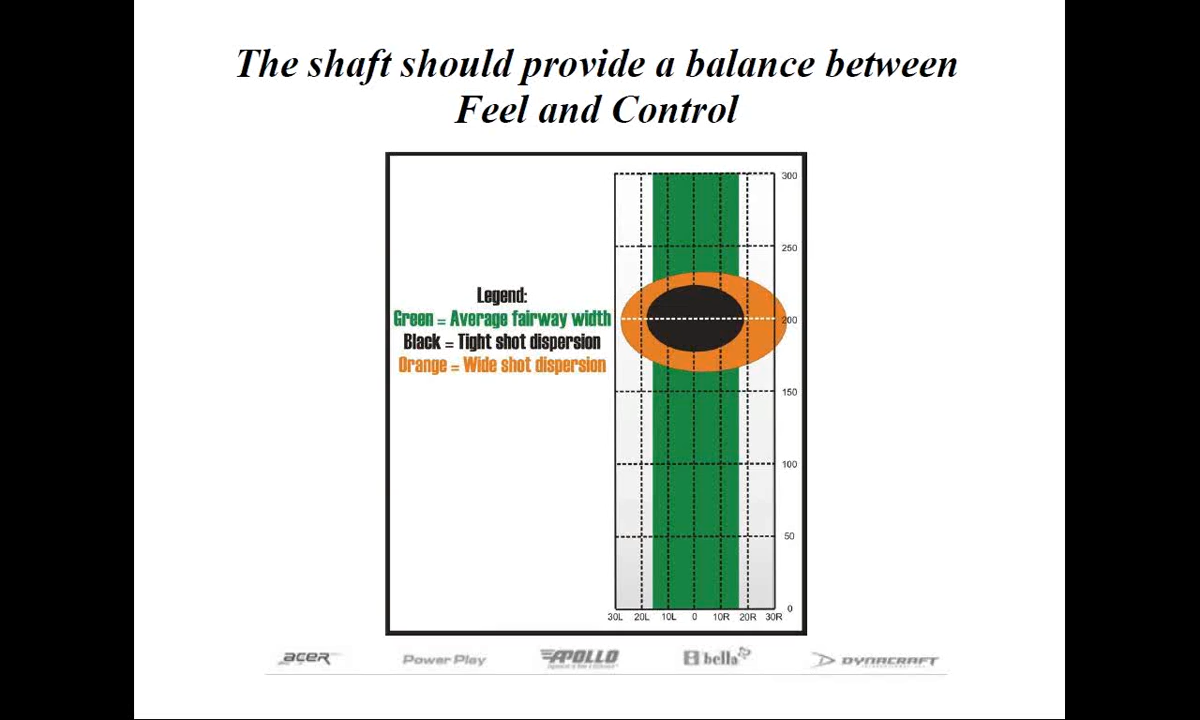 The shaft should provide a balance between
Feel and Control
Legend:
Green = Average fairway width
Black = Tight shot dispersion
Orange = Wide shot dispersion
300
250
200
150
100
50
0
30L 20L 10L 0 10R 20R 30R
ACER Power Play APOLLO bella DYNACRAFT